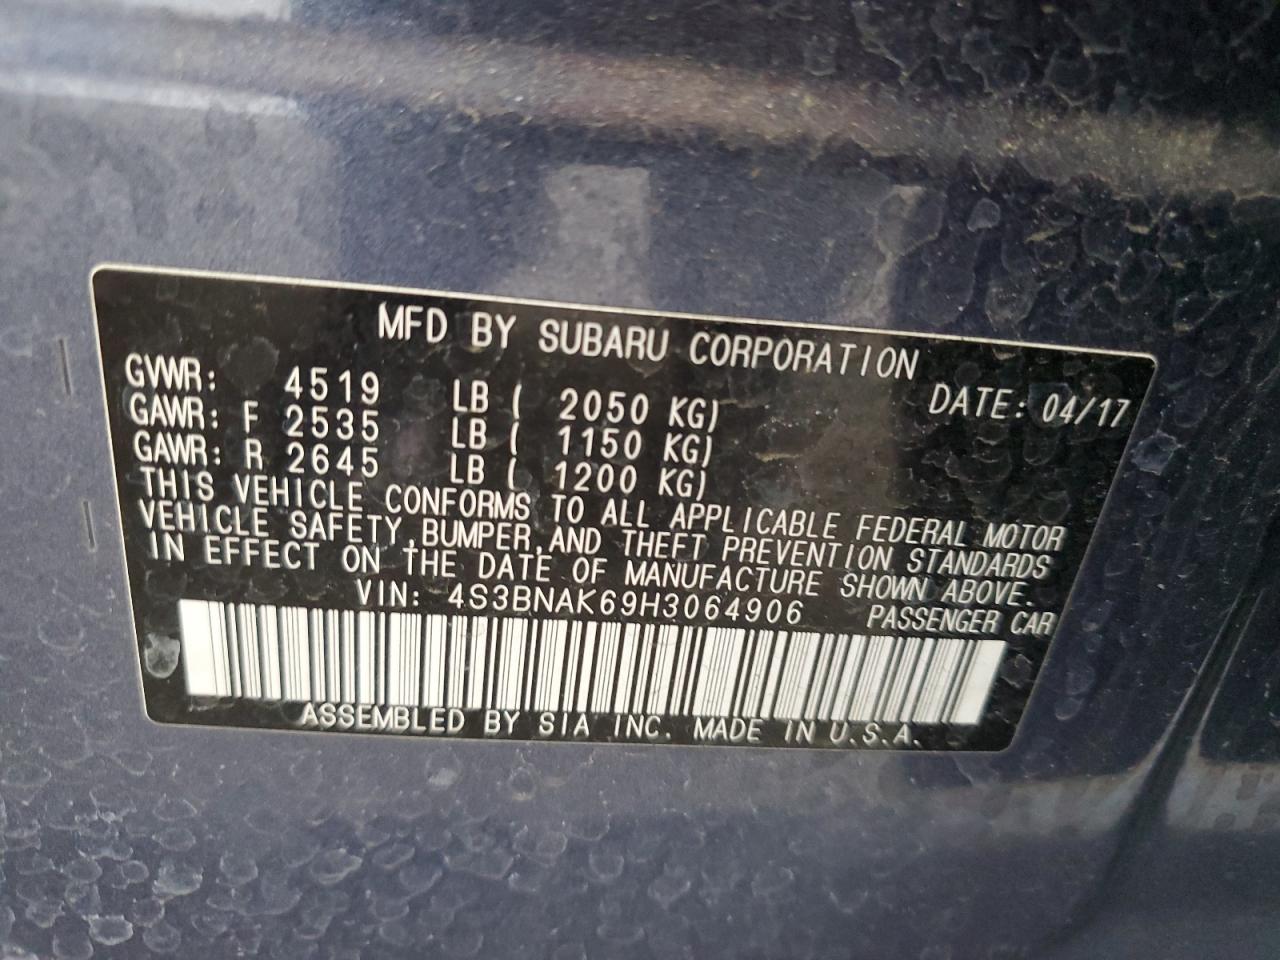 MFD BY SUBARU CORPORATION
GVWR: 4519 LB ( 2050 KG) DATE: 04/17
GAWR: F 2535 LB ( 1150 KG)
GAWR: R 2645 LB ( 1200 KG)
THIS VEHICLE CONFORMS TO ALL APPLICABLE FEDERAL MOTOR
VEHICLE SAFETY, BUMPER, AND THEFT PREVENTION STANDARDS
IN EFFECT ON THE DATE OF MANUFACTURE SHOWN ABOVE.
VIN: 4S3BNAK69H3064906 PASSENGER CAR
ASSEMBLED BY SIA INC. MADE IN U.S.A.